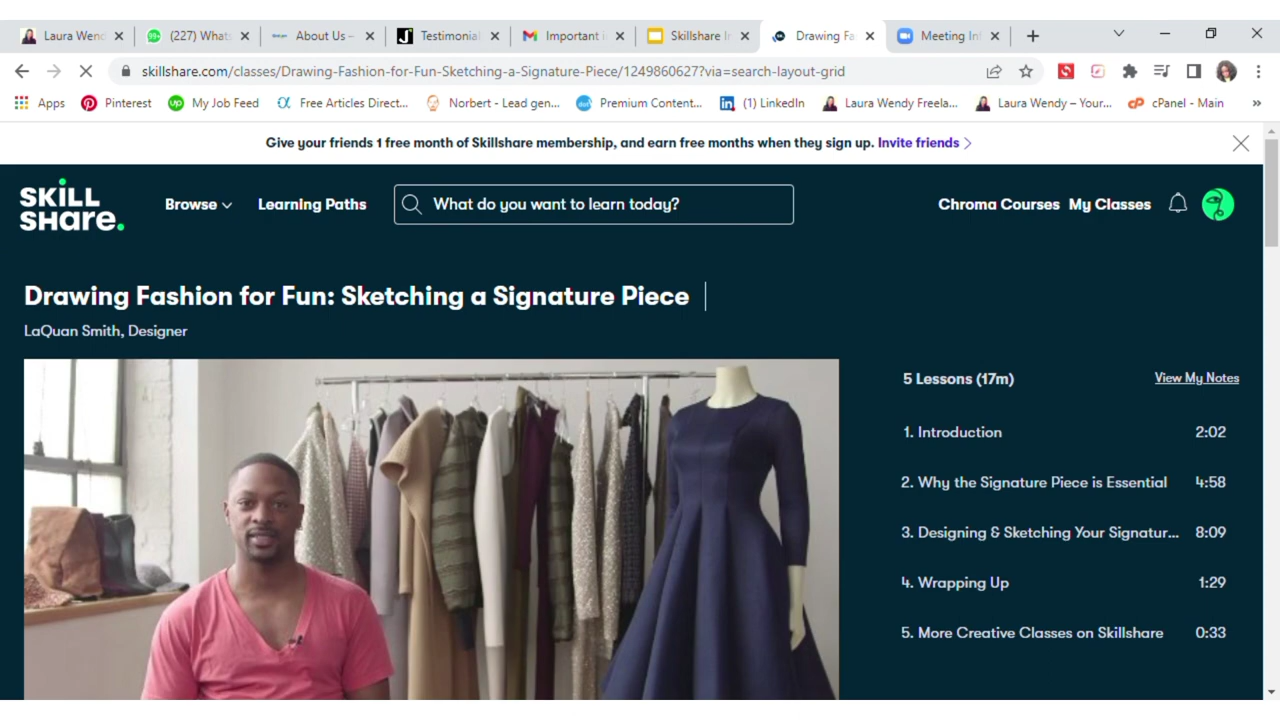 Laura Wend
(227) What:
About Us –
Testimonial
Important i
Skillshare Ir
Drawing Fa
Meeting Inf
skillshare.com/classes/Drawing-Fashion-for-Fun-Sketching-a-Signature-Piece/1249860627?via=search-layout-grid
Apps
Pinterest
My Job Feed
Free Articles Direct...
Norbert - Lead gen...
Premium Content...
(1) LinkedIn
Laura Wendy Freela...
Laura Wendy – Your...
cPanel - Main
»
Give your friends 1 free month of Skillshare membership, and earn free months when they sign up. Invite friends >
SKILL
SHare.
Browse
Learning Paths
What do you want to learn today?
Chroma Courses
My Classes
Drawing Fashion for Fun: Sketching a Signature Piece
LaQuan Smith, Designer
5 Lessons (17m)
View My Notes
1. Introduction 2:02
2. Why the Signature Piece is Essential 4:58
3. Designing & Sketching Your Signatur... 8:09
4. Wrapping Up 1:29
5. More Creative Classes on Skillshare 0:33